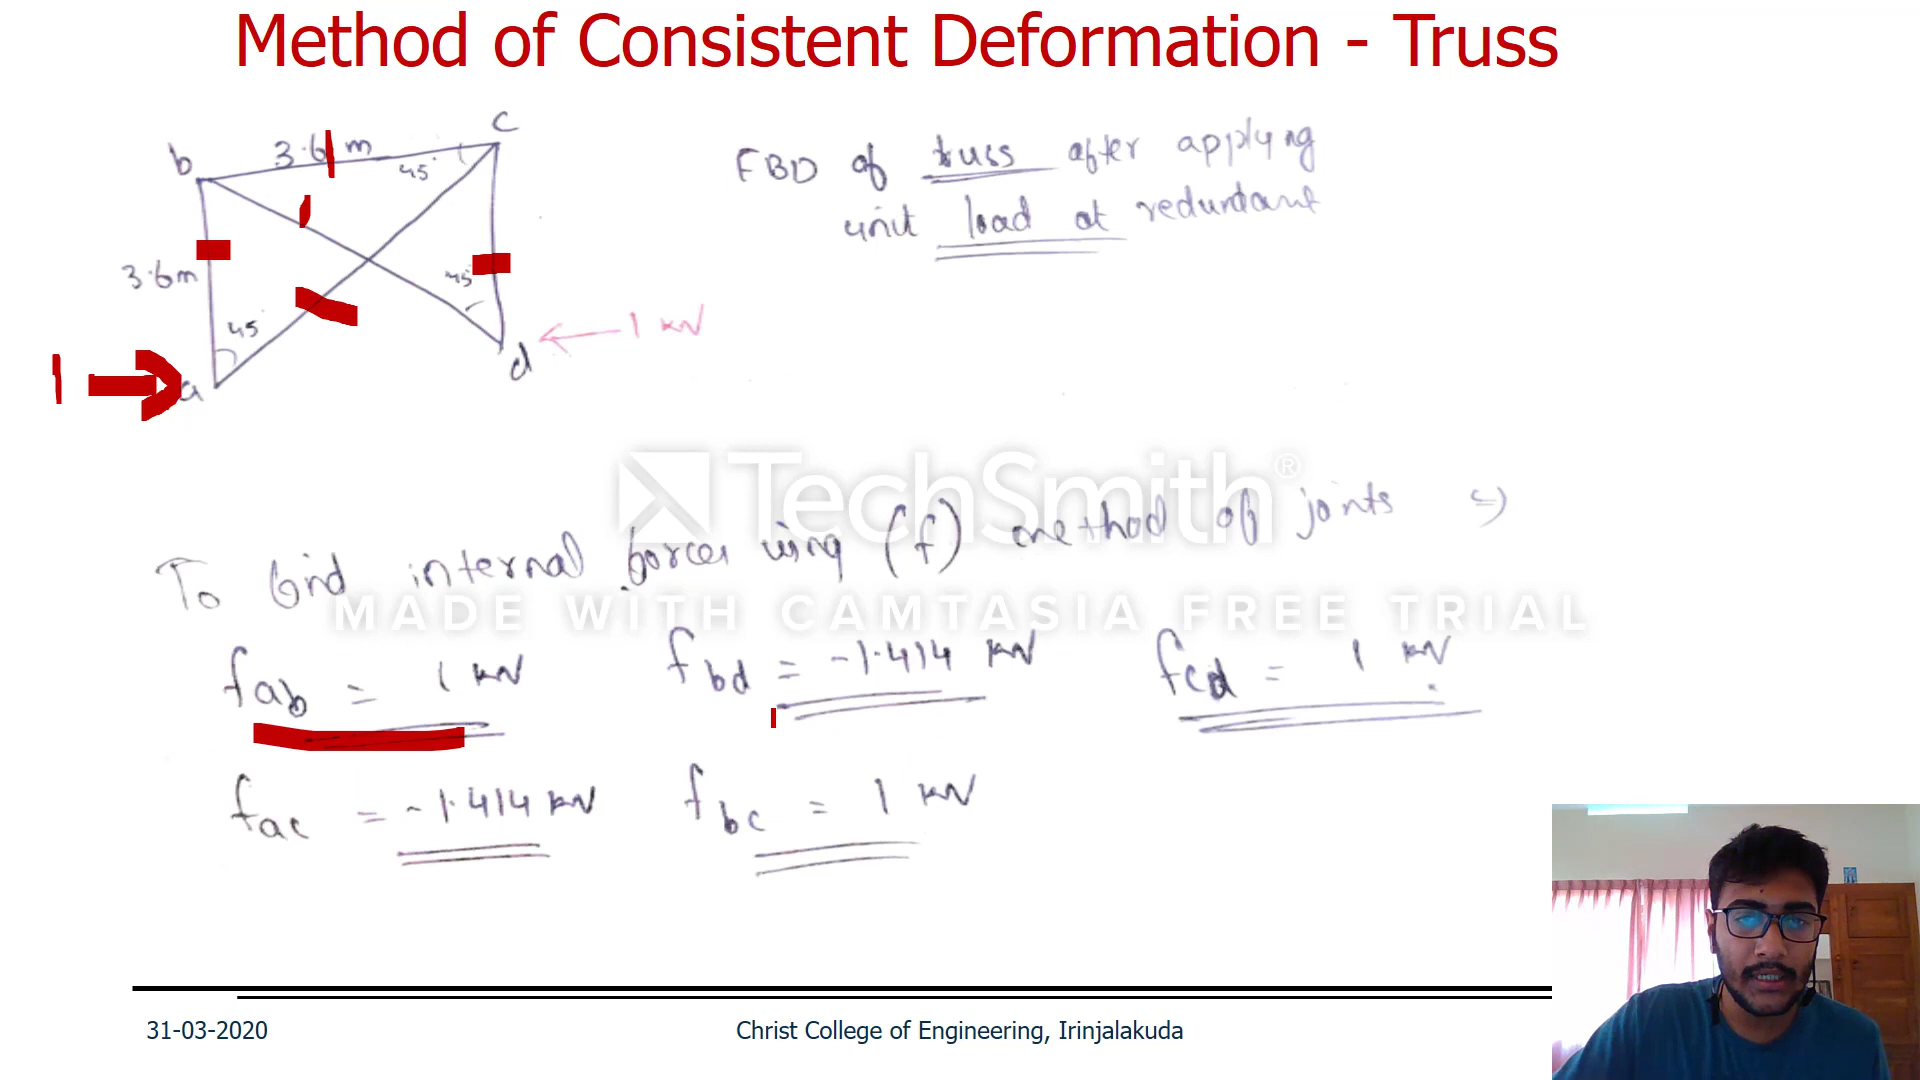 Method of Consistent Deformation - Truss
c
b
3.6 m
45°
FBD of truss after applying
unit load at redundant
3.6m
45°
45°
1 kN
d
1
a
TechSmith®
To find internal forces using (f) method of joints ⇒
MADE WITH CAMTASIA FREE TRIAL
fab = 1 kN
fbd = -1.414 kN
fcd = 1 kN
fac = -1.414 kN
fbc = 1 kN
31-03-2020
Christ College of Engineering, Irinjalakuda